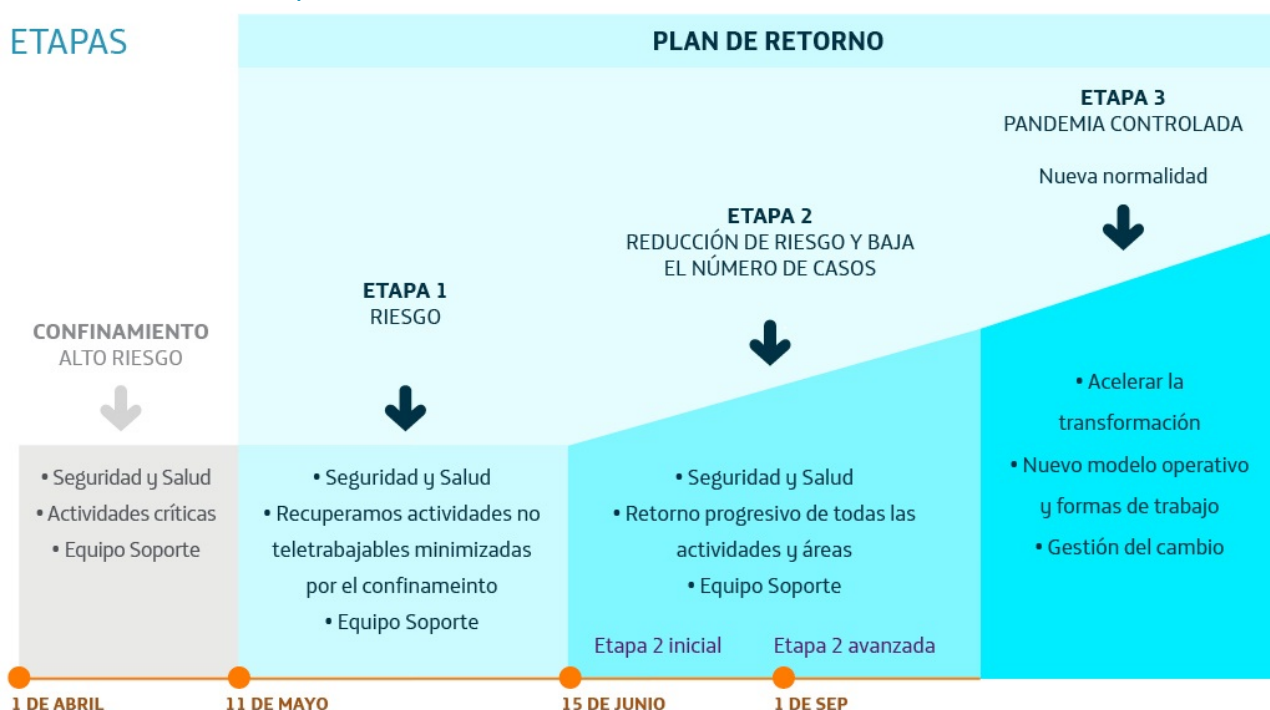 ETAPAS
PLAN DE RETORNO
CONFINAMIENTO
ALTO RIESGO
• Seguridad y Salud
• Actividades críticas
• Equipo Soporte
ETAPA 1
RIESGO
• Seguridad y Salud
• Recuperamos actividades no
teletrabajables minimizadas
por el confinameinto
• Equipo Soporte
ETAPA 2
REDUCCIÓN DE RIESGO Y BAJA
EL NÚMERO DE CASOS
• Seguridad y Salud
• Retorno progresivo de todas las
actividades y áreas
• Equipo Soporte
Etapa 2 inicial
Etapa 2 avanzada
ETAPA 3
PANDEMIA CONTROLADA
Nueva normalidad
• Acelerar la
transformación
• Nuevo modelo operativo
y formas de trabajo
• Gestión del cambio
1 DE ABRIL
11 DE MAYO
15 DE JUNIO
1 DE SEP